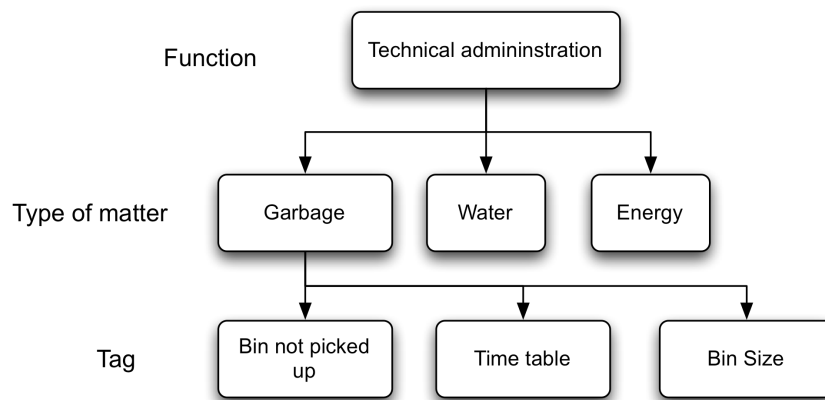 Function
Technical admininstration
Type of matter
Garbage
Water
Energy
Tag
Bin not picked
up
Time table
Bin Size